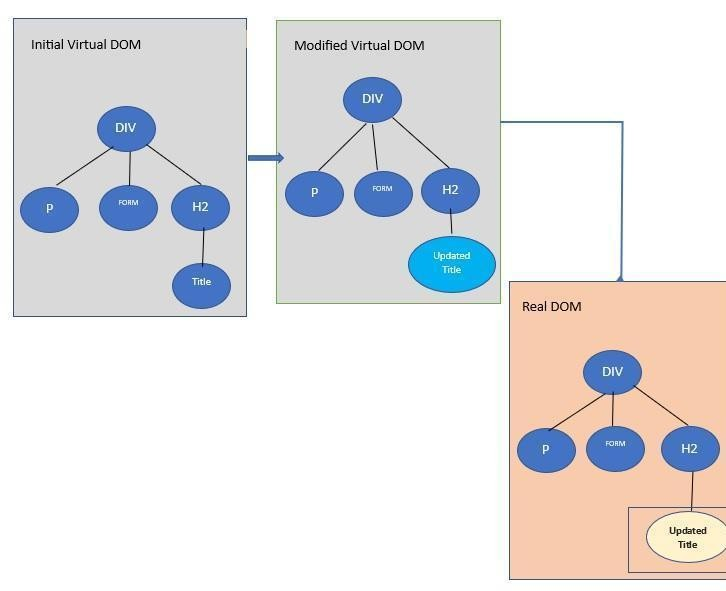 Initial Virtual DOM
DIV
P
FORM
H2
Title
Modified Virtual DOM
DIV
P
FORM
H2
Updated
Title
Real DOM
DIV
P
FORM
H2
Updated
Title